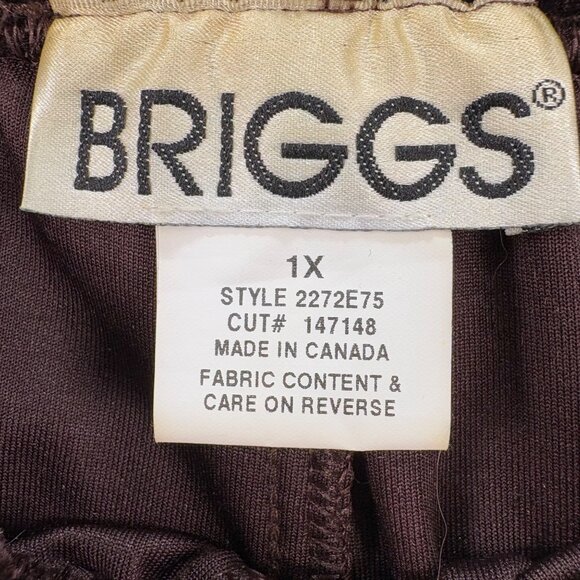 BRIGGS®
1X
STYLE 2272E75
CUT# 147148
MADE IN CANADA
FABRIC CONTENT &
CARE ON REVERSE